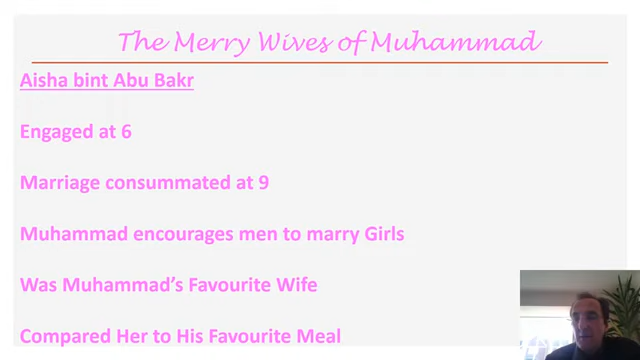 The Merry Wives of Muhammad
Aisha bint Abu Bakr
Engaged at 6
Marriage consummated at 9
Muhammad encourages men to marry Girls
Was Muhammad's Favourite Wife
Compared Her to His Favourite Meal